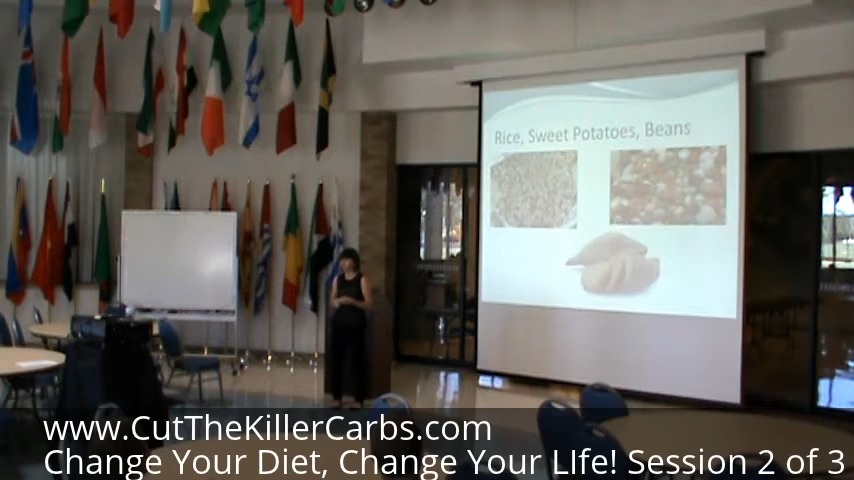 Rice, Sweet Potatoes, Beans
www.CutTheKillerCarbs.com
Change Your Diet, Change Your LIfe! Session 2 of 3